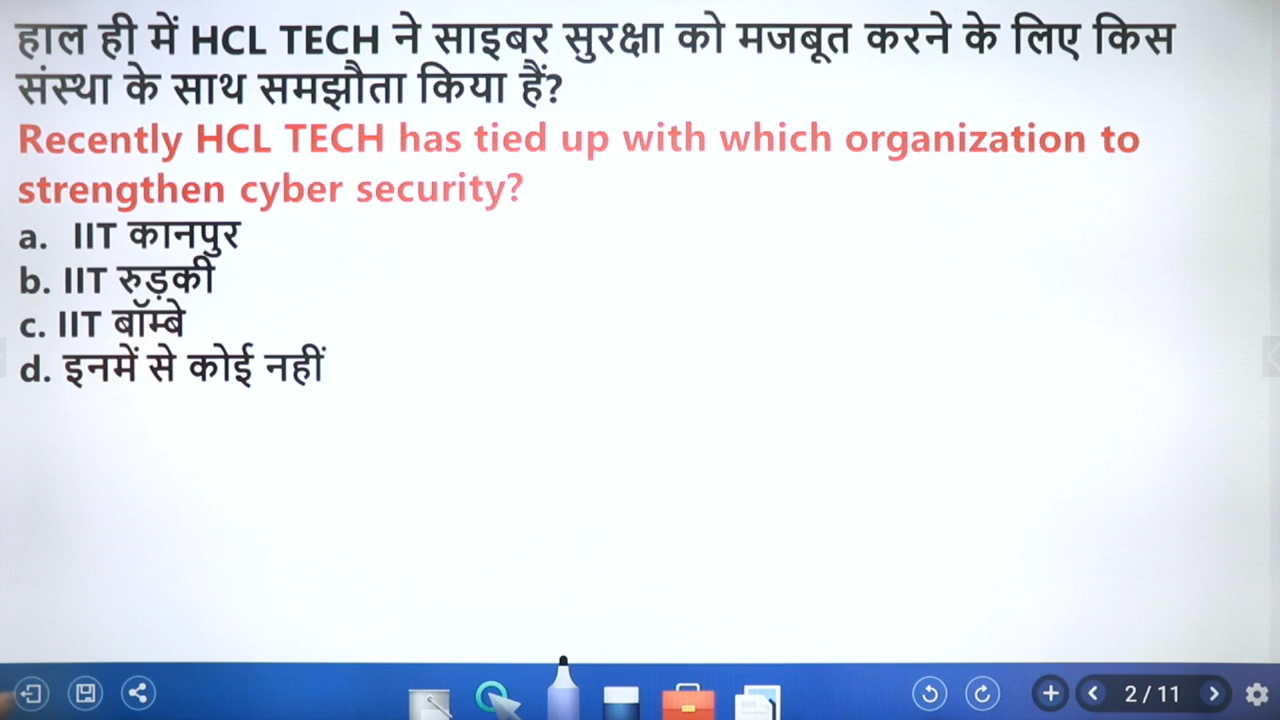 हाल ही में HCL TECH ने साइबर सुरक्षा को मजबूत करने के लिए किस
संस्था के साथ समझौता किया हैं?
Recently HCL TECH has tied up with which organization to
strengthen cyber security?
a. IIT कानपुर
b. IIT रुड़की
c. IIT बॉम्बे
d. इनमें से कोई नहीं
2 / 11